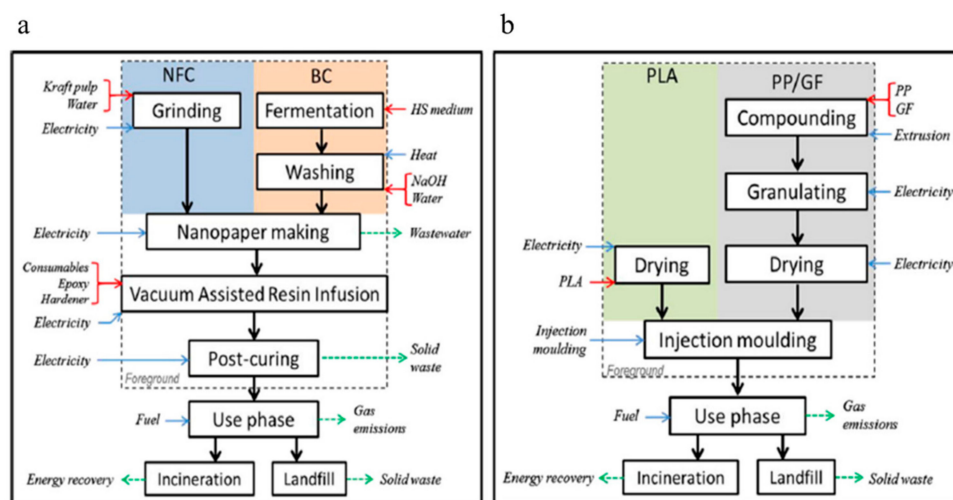 a
NFC
BC
Kraft pulp
Water
Electricity
Grinding
Fermentation
HS medium
Heat
Washing
NaOH
Water
Electricity
Nanopaper making
Wastewater
Consumables
Epoxy
Hardener
Vacuum Assisted Resin Infusion
Electricity
Electricity
Post-curing
Solid
waste
Foreground
Fuel
Use phase
Gas
emissions
Energy recovery
Incineration
Landfill
Solid waste
b
PLA
PP/GF
PP
GF
Compounding
Extrusion
Granulating
Electricity
Electricity
Drying
PLA
Drying
Electricity
Injection
moulding
Injection moulding
Foreground
Fuel
Use phase
Gas
emissions
Energy recovery
Incineration
Landfill
Solid waste